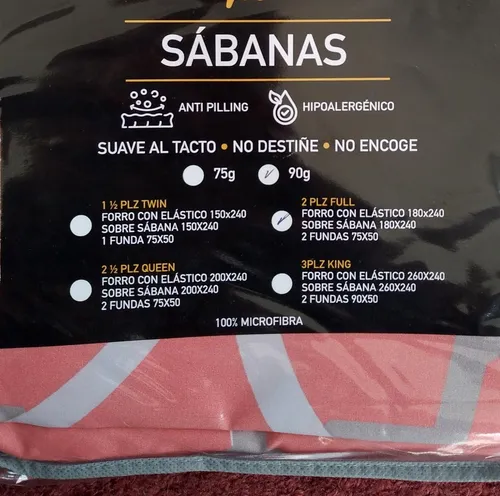 SÁBANAS
ANTI PILLING
HIPOALERGÉNICO
SUAVE AL TACTO • NO DESTIÑE • NO ENCOGE
75g
90g
1 ½ PLZ TWIN
FORRO CON ELÁSTICO 150x240
SOBRE SÁBANA 150X240
1 FUNDA 75X50
2 PLZ FULL
FORRO CON ELÁSTICO 180x240
SOBRE SÁBANA 180X240
2 FUNDAS 75X50
2 ½ PLZ QUEEN
FORRO CON ELÁSTICO 200X240
SOBRE SÁBANA 200X240
2 FUNDAS 75X50
3PLZ KING
FORRO CON ELÁSTICO 260X240
SOBRE SÁBANA 260X240
2 FUNDAS 90X50
100% MICROFIBRA